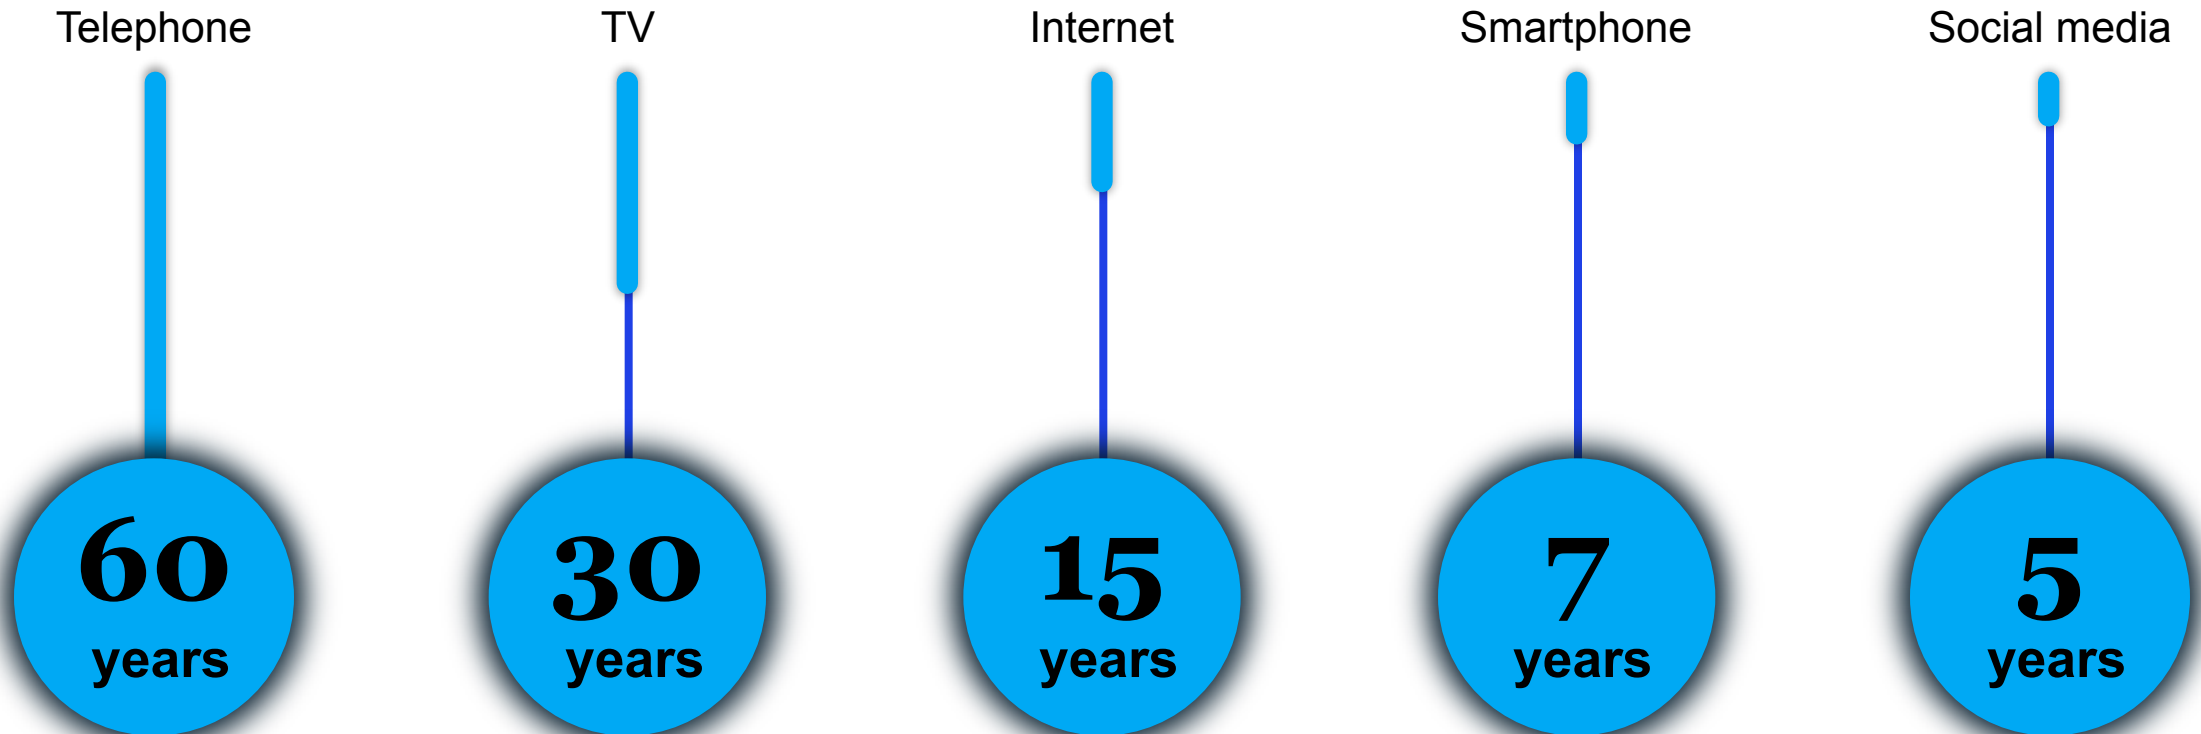 Telephone
TV
Internet
Smartphone
Social media
60
years
30
years
15
years
7
years
5
years